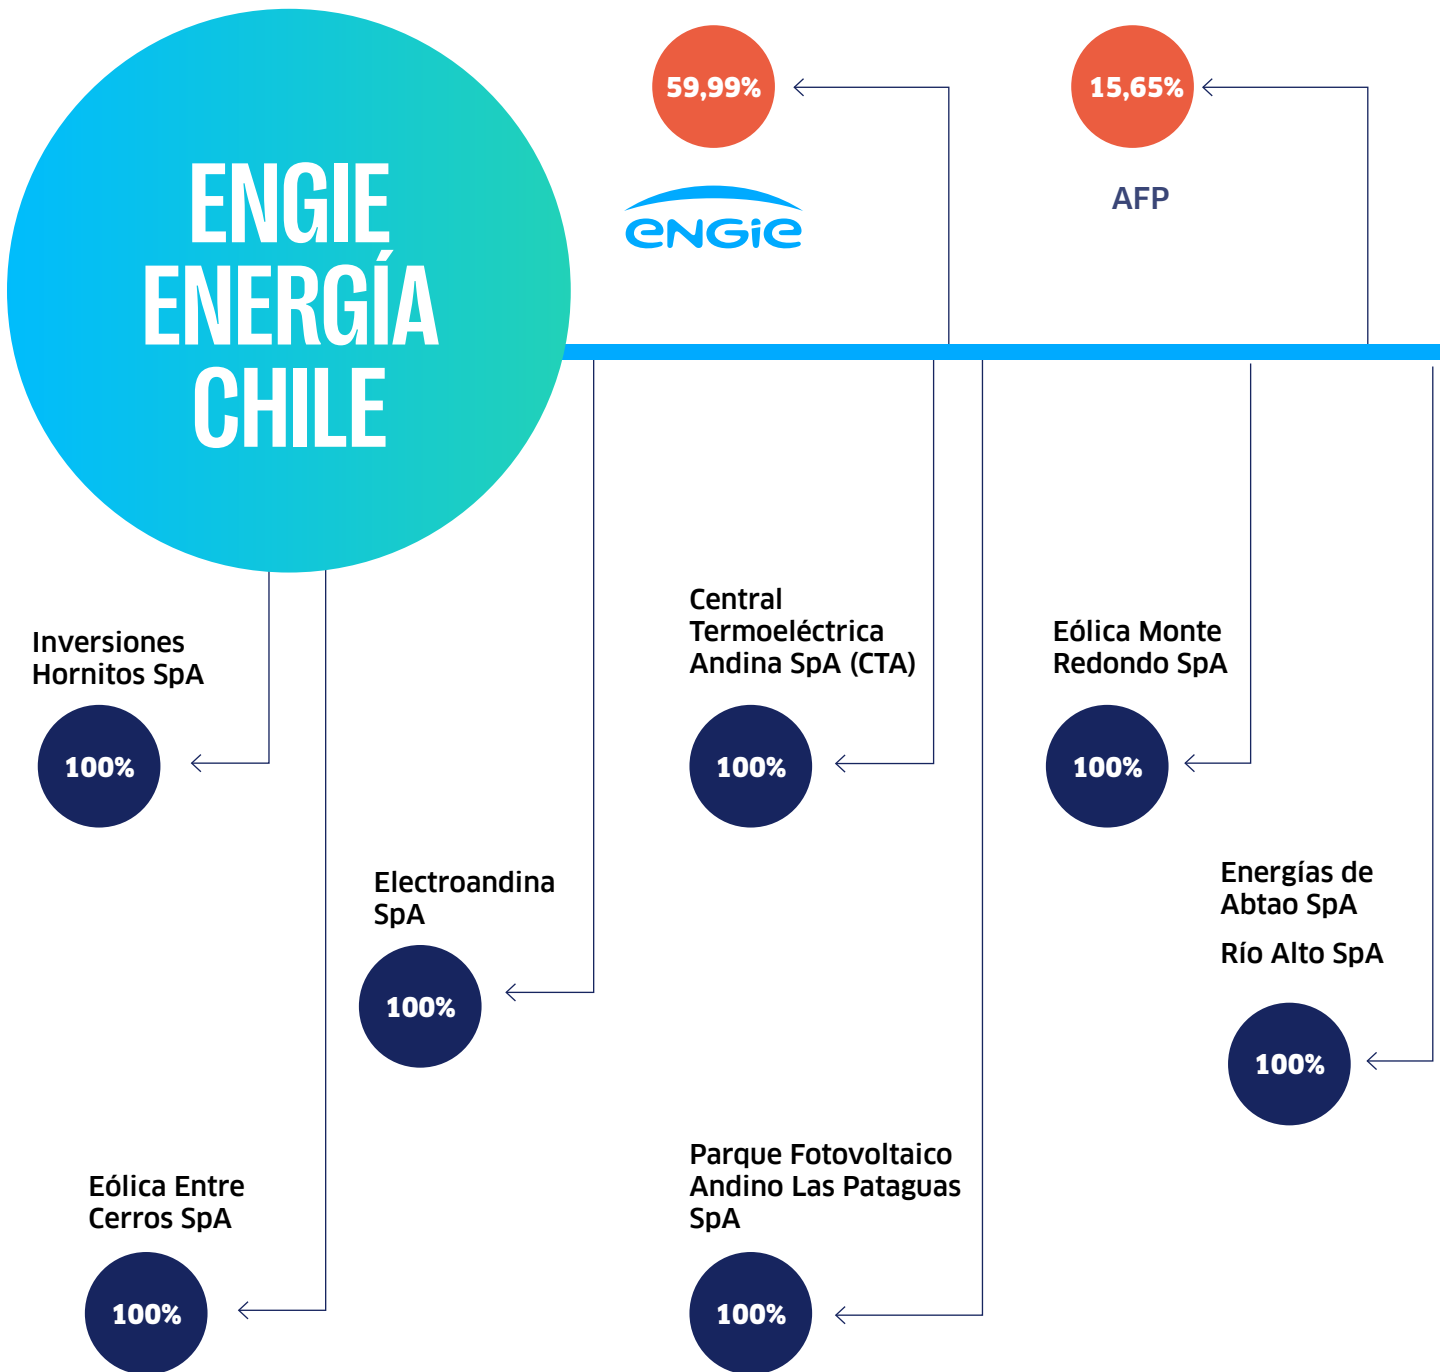 ENGIE
ENERGÍA
CHILE
59,99%
ENGIE
15,65%
AFP
Inversiones
Hornitos SpA
100%
Central
Termoeléctrica
Andina SpA (CTA)
100%
Eólica Monte
Redondo SpA
100%
Electroandina
SpA
100%
Energías de
Abtao SpA
Río Alto SpA
100%
Eólica Entre
Cerros SpA
100%
Parque Fotovoltaico
Andino Las Pataguas
SpA
100%